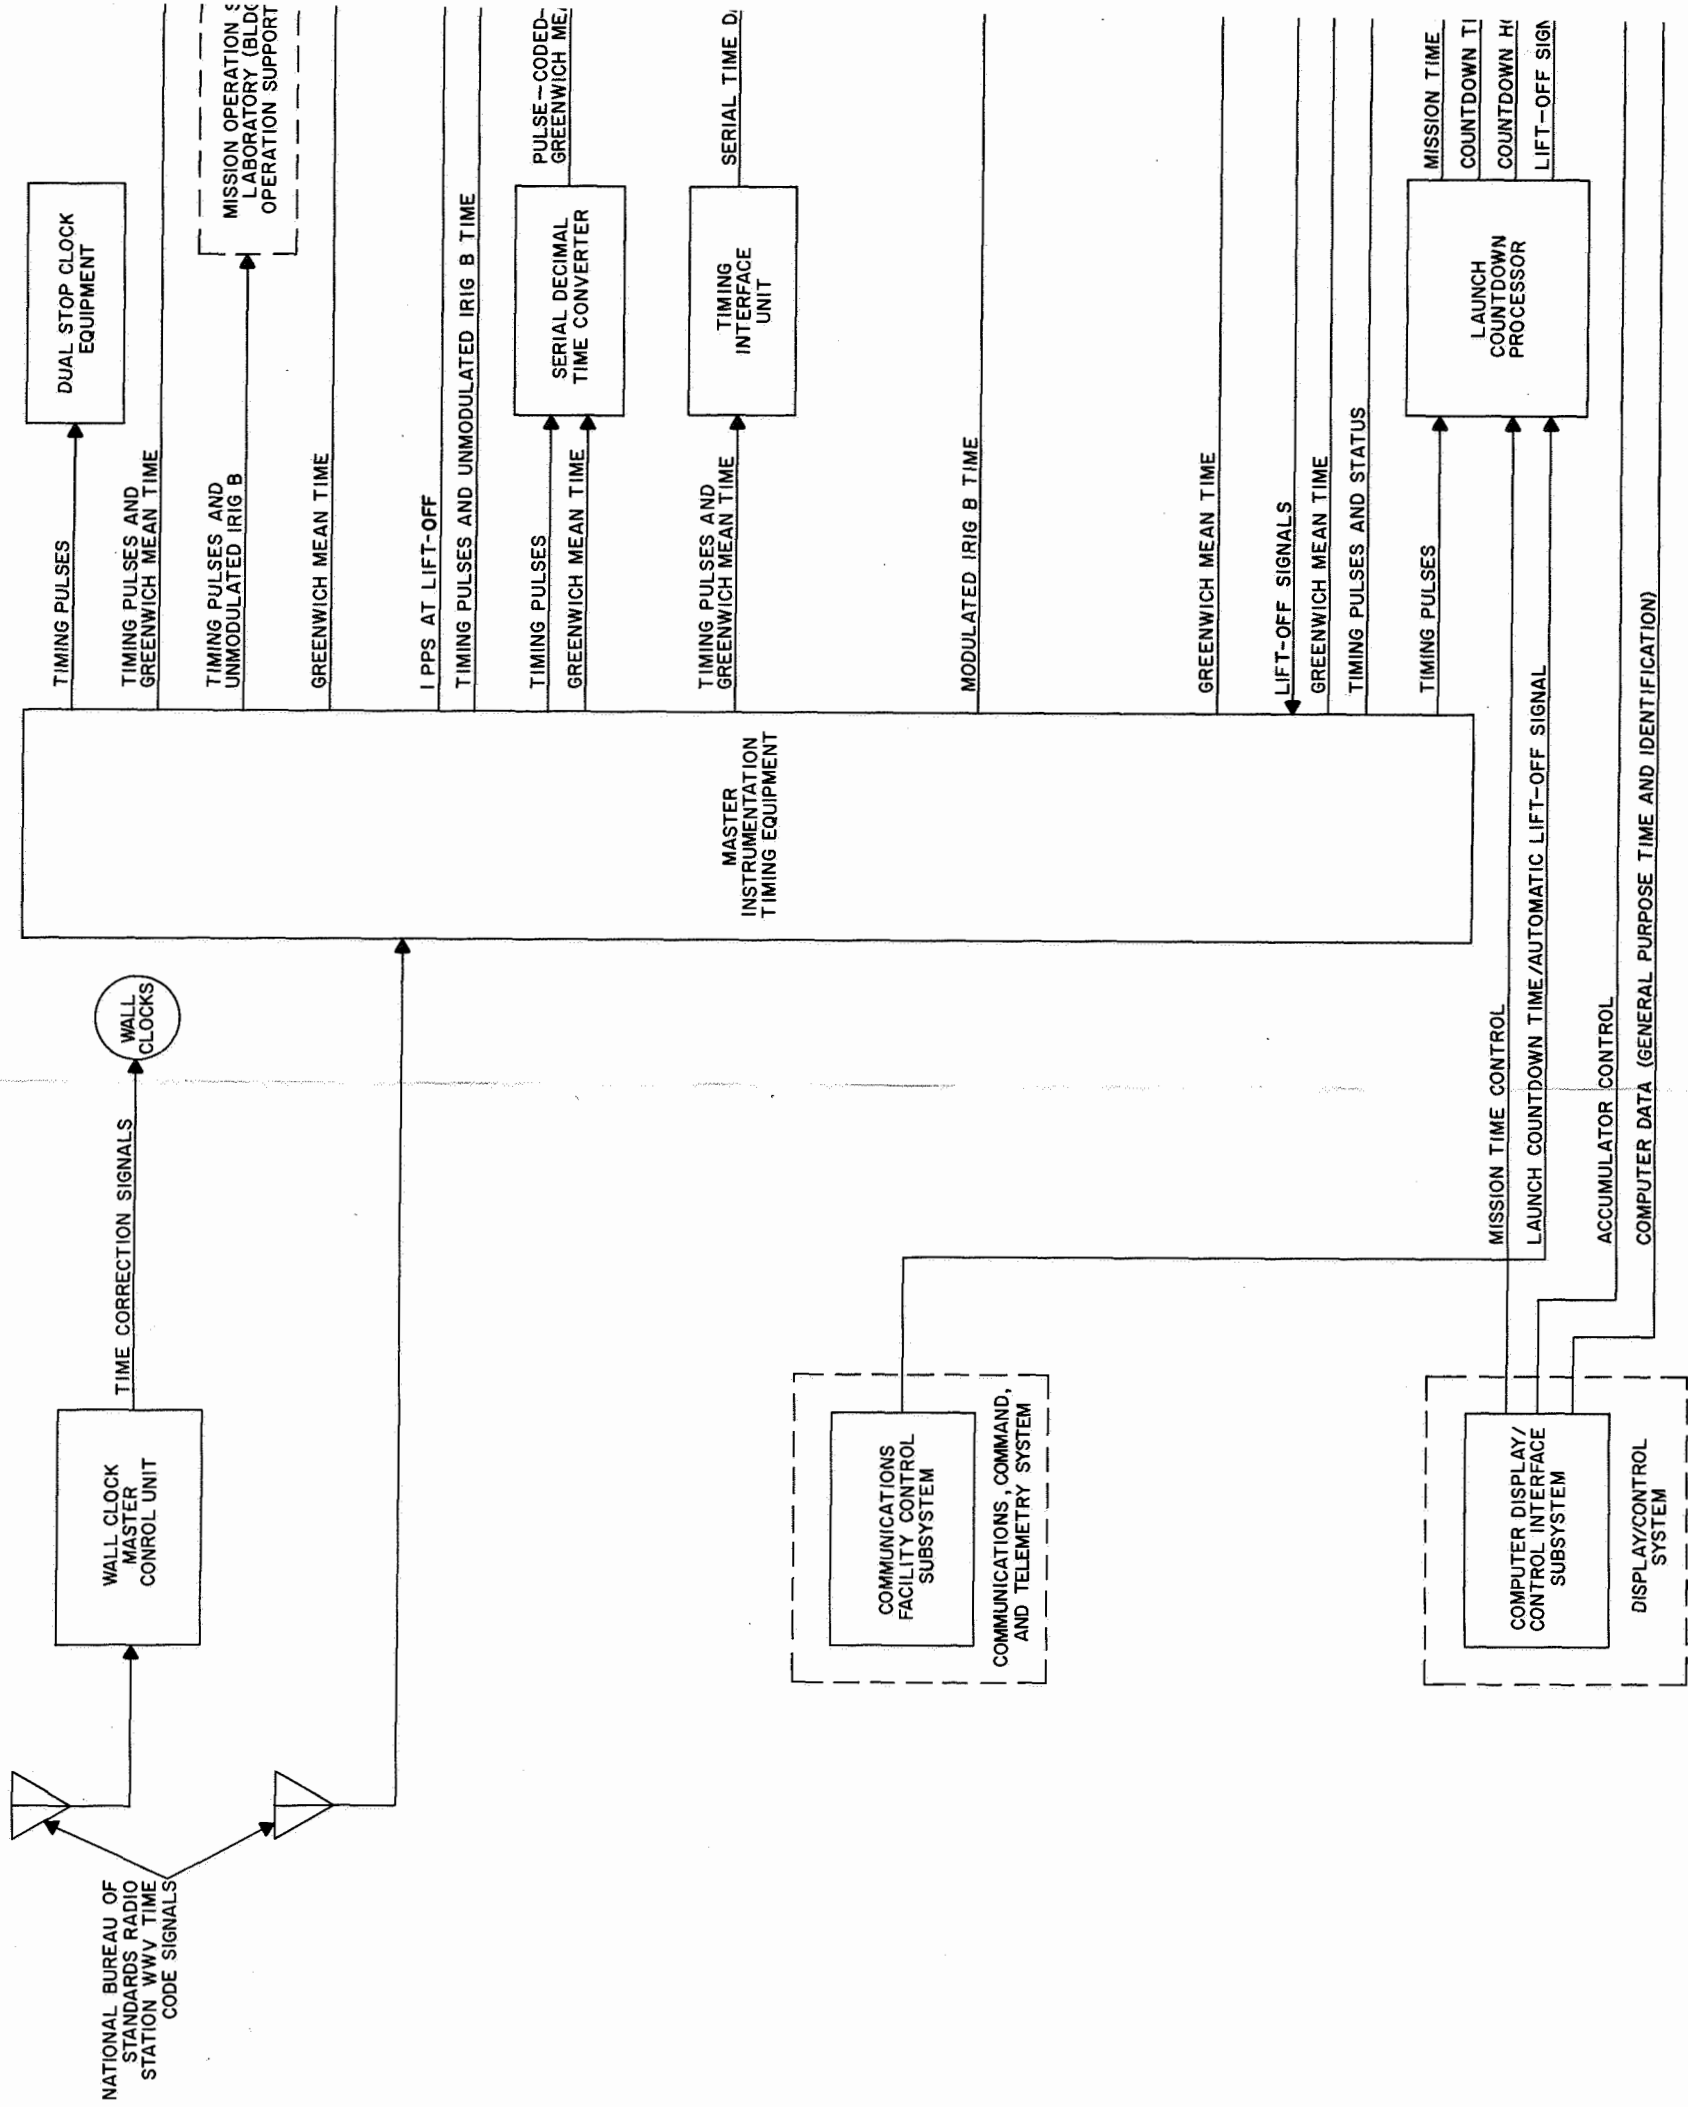 NATIONAL BUREAU OF
STANDARDS RADIO
STATION WWV TIME
CODE SIGNALS
WALL CLOCK
MASTER
CONROL UNIT
TIME CORRECTION SIGNALS
WALL
CLOCKS
COMMUNICATIONS
FACILITY CONTROL
SUBSYSTEM
COMMUNICATIONS, COMMAND,
AND TELEMETRY SYSTEM
COMPUTER DISPLAY/
CONTROL INTERFACE
SUBSYSTEM
DISPLAY/CONTROL
SYSTEM
MISSION TIME CONTROL
LAUNCH COUNTDOWN TIME/AUTOMATIC LIFT-OFF SIGNAL
ACCUMULATOR CONTROL
COMPUTER DATA (GENERAL PURPOSE TIME AND IDENTIFICATION)
MASTER
INSTRUMENTATION
TIMING EQUIPMENT
TIMING PULSES
TIMING PULSES AND
GREENWICH MEAN TIME
TIMING PULSES AND
UNMODULATED IRIG B
GREENWICH MEAN TIME
1 PPS AT LIFT-OFF
TIMING PULSES AND UNMODULATED IRIG B TIME
TIMING PULSES
GREENWICH MEAN TIME
TIMING PULSES AND
GREENWICH MEAN TIME
MODULATED IRIG B TIME
GREENWICH MEAN TIME
LIFT-OFF SIGNALS
GREENWICH MEAN TIME
TIMING PULSES AND STATUS
TIMING PULSES
DUAL STOP CLOCK
EQUIPMENT
MISSION OPERATION
LABORATORY (BLDG
OPERATION SUPPORT
SERIAL DECIMAL
TIME CONVERTER
PULSE-CODED-
GREENWICH
TIMING
INTERFACE
UNIT
SERIAL TIME
LAUNCH
COUNTDOWN
PROCESSOR
MISSION TIME
COUNTDOWN
COUNTDOWN
LIFT-OFF